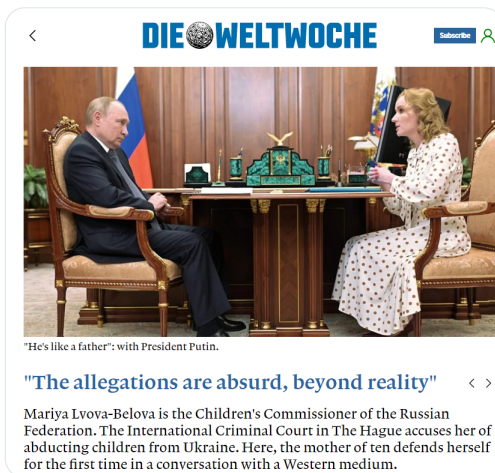 DIE WELTWOCHE
Subscribe
"He's like a father": with President Putin.
"The allegations are absurd, beyond reality"
Mariya Lvova-Belova is the Children's Commissioner of the Russian
Federation. The International Criminal Court in The Hague accuses her of
abducting children from Ukraine. Here, the mother of ten defends herself
for the first time in a conversation with a Western medium.